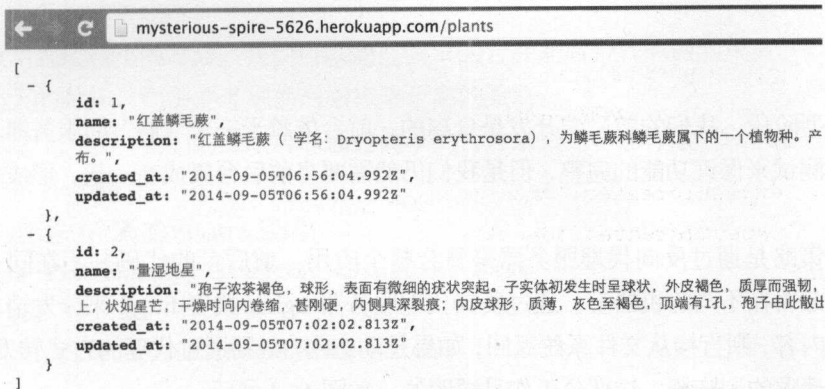 mysterious-spire-5626.herokuapp.com/plants
[
- {
id: 1,
name: "红盖鳞毛蕨",
description: "红盖鳞毛蕨（ 学名：Dryopteris erythrosora），为鳞毛蕨科鳞毛蕨属下的一个植物种。产
布。",
created_at: "2014-09-05T06:56:04.992Z",
updated_at: "2014-09-05T06:56:04.992Z"
},
- {
id: 2,
name: "量湿地星",
description: "孢子浓茶褐色，球形，表面有微细的疣状突起。子实体初发生时呈球状，外皮褐色，质厚而强韧，
上，状如星芒，干燥时向内卷缩，甚刚硬，内侧具深裂痕；内皮球形，质薄，灰色至褐色，顶端有1孔，孢子由此散出
created_at: "2014-09-05T07:02:02.813Z",
updated_at: "2014-09-05T07:02:02.813Z"
}
]